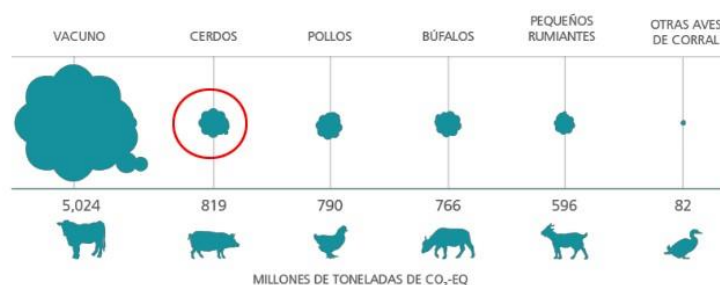 VACUNO
CERDOS
POLLOS
BÚFALOS
PEQUEÑOS
RUMIANTES
OTRAS AVES
DE CORRAL
5,024
819
790
766
596
82
MILLONES DE TONELADAS DE CO₂-EQ